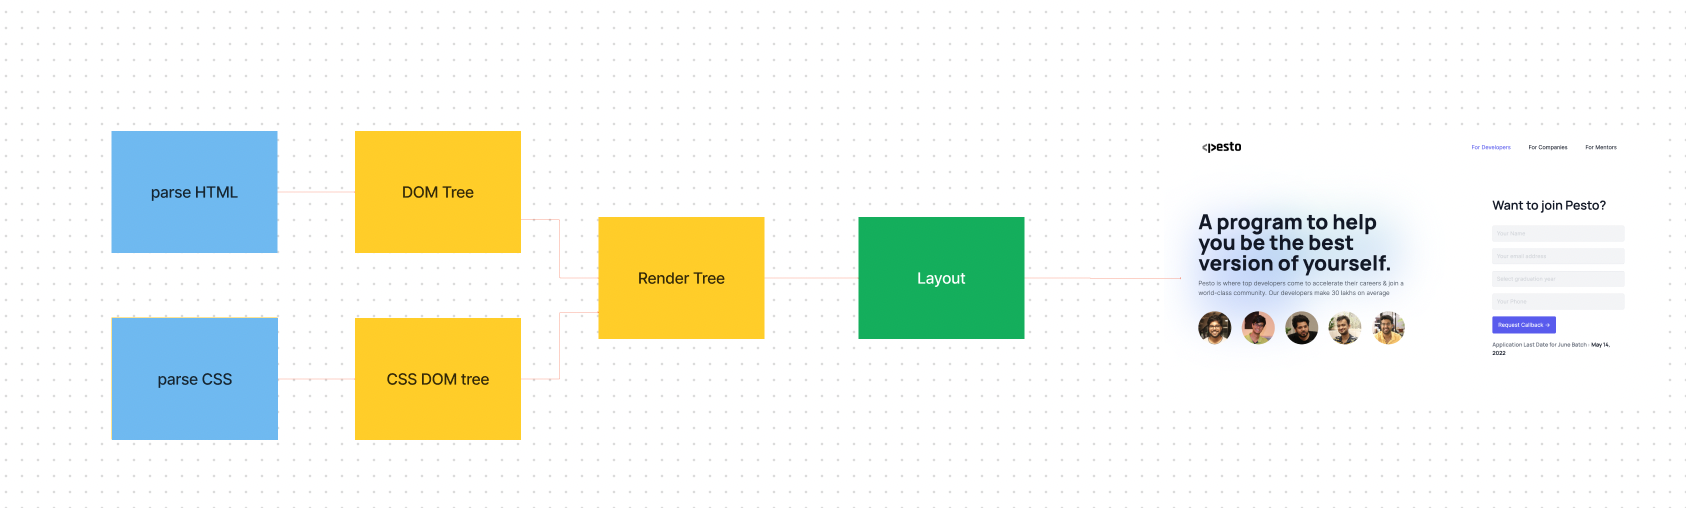 parse HTML
DOM Tree
parse CSS
CSS DOM tree
Render Tree
Layout
pesto
For Developers
For Companies
For Mentors
A program to help
you be the best
version of yourself.
Pesto is where top developers come to accelerate their careers & join a
world-class community. Our developers make 30 lakhs on average
Want to join Pesto?
Your Name
Your email address
Select graduation year
Your Phone
Request Callback →
Application Last Date for June Batch - May 14,
2022